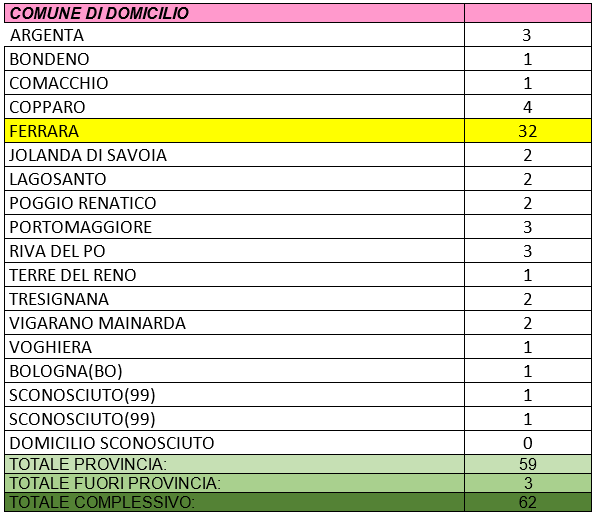 COMUNE DI DOMICILIO
ARGENTA 3
BONDENO 1
COMACCHIO 1
COPPARO 4
FERRARA 32
JOLANDA DI SAVOIA 2
LAGOSANTO 2
POGGIO RENATICO 2
PORTOMAGGIORE 3
RIVA DEL PO 3
TERRE DEL RENO 1
TRESIGNANA 2
VIGARANO MAINARDA 2
VOGHIERA 1
BOLOGNA(BO) 1
SCONOSCIUTO(99) 1
SCONOSCIUTO(99) 1
DOMICILIO SCONOSCIUTO 0
TOTALE PROVINCIA: 59
TOTALE FUORI PROVINCIA: 3
TOTALE COMPLESSIVO: 62